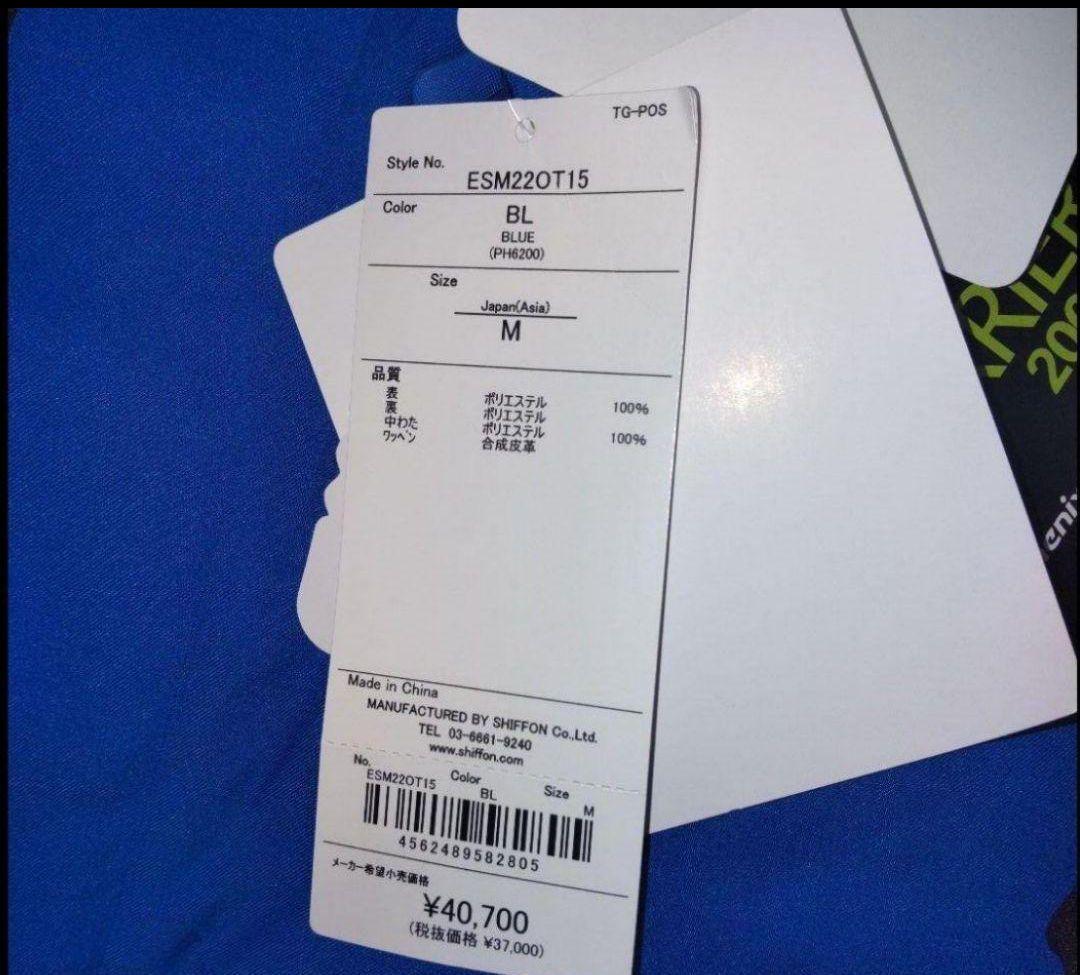 TG-POS
Style No.
ESM22OT15
Color
BL
BLUE
(PH6200)
Size
Japan(Asia)
M
品質
表 ポリエステル 100%
裏 ポリエステル
中わた ポリエステル 100%
ワッペン 合成皮革
Made in China
MANUFACTURED BY SHIFFON Co.,Ltd.
TEL 03-6661-9240
www.shiffon.com
No. Color Size
ESM22OT15 BL M
4562489582805
メーカー希望小売価格
¥40,700
(税抜価格 ¥37,000)